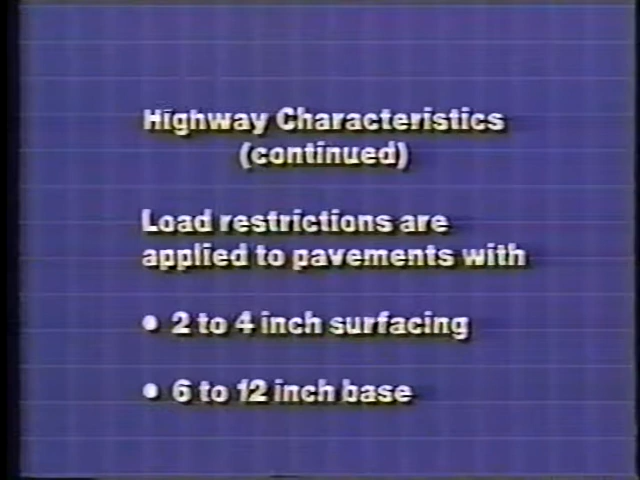 Highway Characteristics
(continued)
Load restrictions are
applied to pavements with
• 2 to 4 inch surfacing
• 6 to 12 inch base